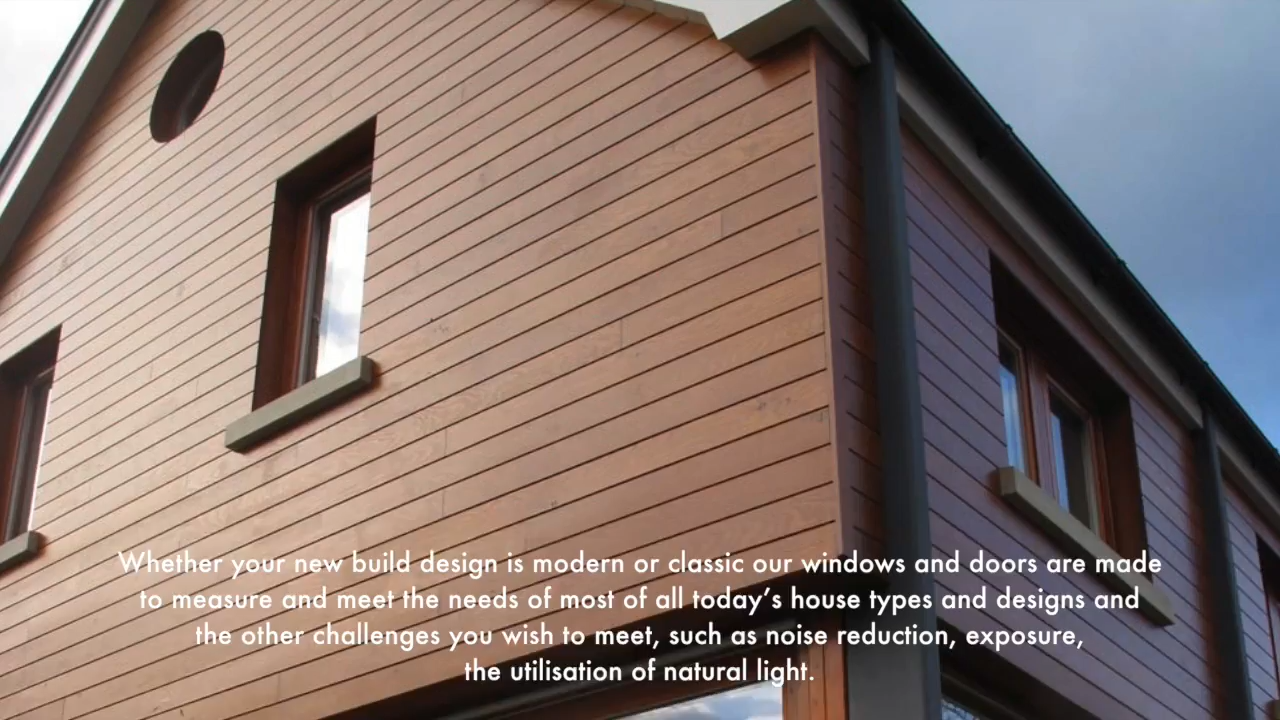 Whether your new build design is modern or classic our windows and doors are made
to measure and meet the needs of most of all today’s house types and designs and
the other challenges you wish to meet, such as noise reduction, exposure,
the utilisation of natural light.